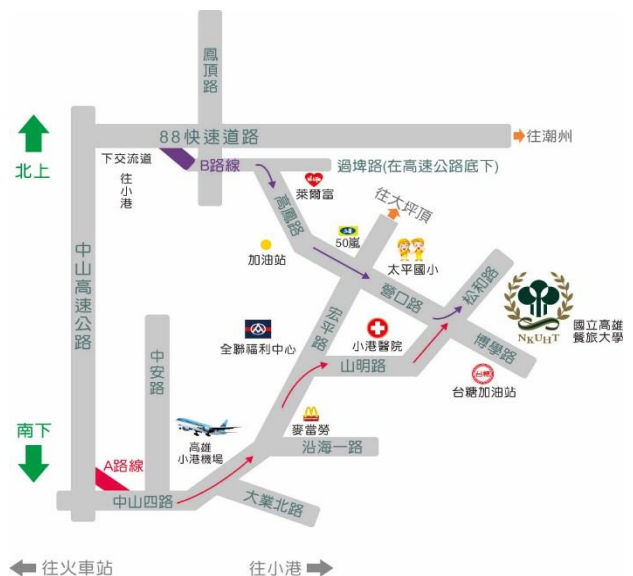 鳳頂路
88快速道路
往潮州
北上
下交流道
往小港
B路線
過埤路(在高速公路底下)
萊爾富
往大坪頂
高鳳路
50嵐
加油站
太平國小
松和路
中山高速公路
營口路
NKUHT
國立高雄
餐旅大學
宏平路
博學路
全聯福利中心
小港醫院
中安路
山明路
台糖
台糖加油站
南下
高雄
小港機場
麥當勞
沿海一路
A路線
中山四路
大業北路
往火車站
往小港